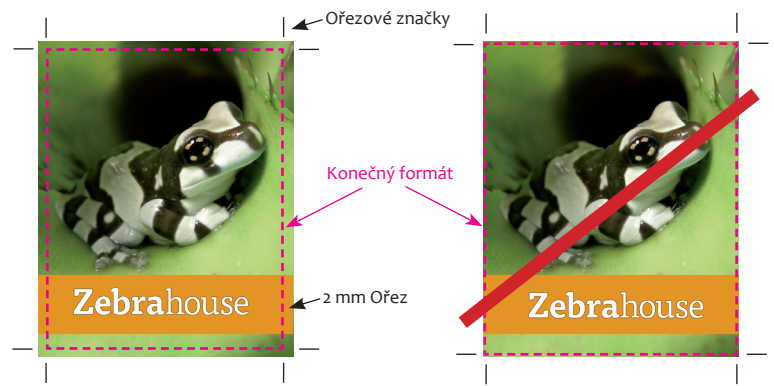 Ořezové značky
Konečný formát
2 mm Ořez
Zebrahouse
Zebrahouse